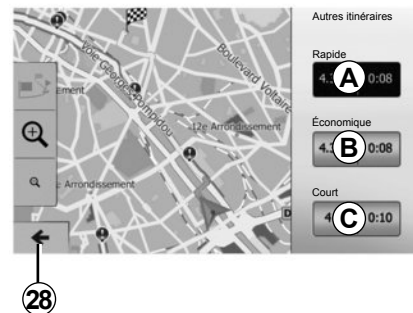 Autres itinéraires
Rapide
A 0:08
Économique
B 0:08
Court
C 0:10
Voie Georges Pompidou
Boulevard Voltaire
12e Arrondissement
Arrondissement
D
28